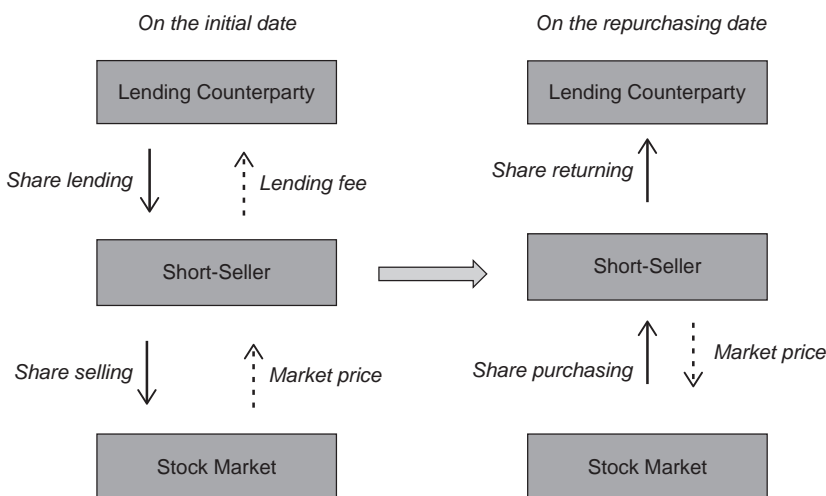 On the initial date
Lending Counterparty
Share lending
Lending fee
Short-Seller
Share selling
Market price
Stock Market
On the repurchasing date
Lending Counterparty
Share returning
Short-Seller
Share purchasing
Market price
Stock Market